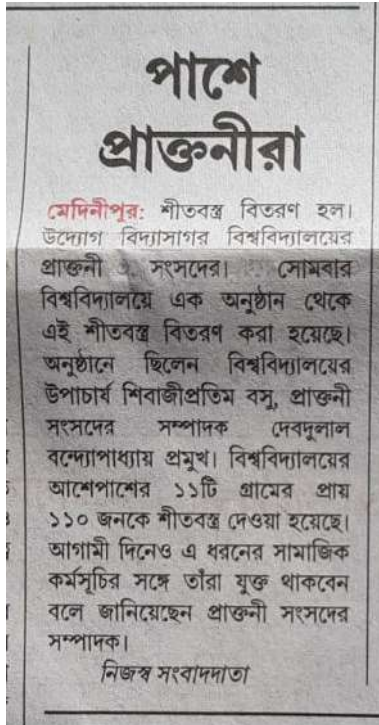 পাশে
প্রাক্তনীরা
মেদিনীপুর: শীতবস্ত্র বিতরণ হল।
উদ্যোগ বিদ্যাসাগর বিশ্ববিদ্যালয়ের
প্রাক্তনী সংসদের। সোমবার
বিশ্ববিদ্যালয়ে এক অনুষ্ঠান থেকে
এই শীতবস্ত্র বিতরণ করা হয়েছে।
অনুষ্ঠানে ছিলেন বিশ্ববিদ্যালয়ের
উপাচার্য শিবাজীপ্রতিম বসু, প্রাক্তনী
সংসদের সম্পাদক দেবদুলাল
বন্দ্যোপাধ্যায় প্রমুখ। বিশ্ববিদ্যালয়ের
আশেপাশের ১১টি গ্রামের প্রায়
১১০ জনকে শীতবস্ত্র দেওয়া হয়েছে।
আগামী দিনেও এ ধরনের সামাজিক
কর্মসূচির সঙ্গে তাঁরা যুক্ত থাকবেন
বলে জানিয়েছেন প্রাক্তনী সংসদের
সম্পাদক।
নিজস্ব সংবাদদাতা